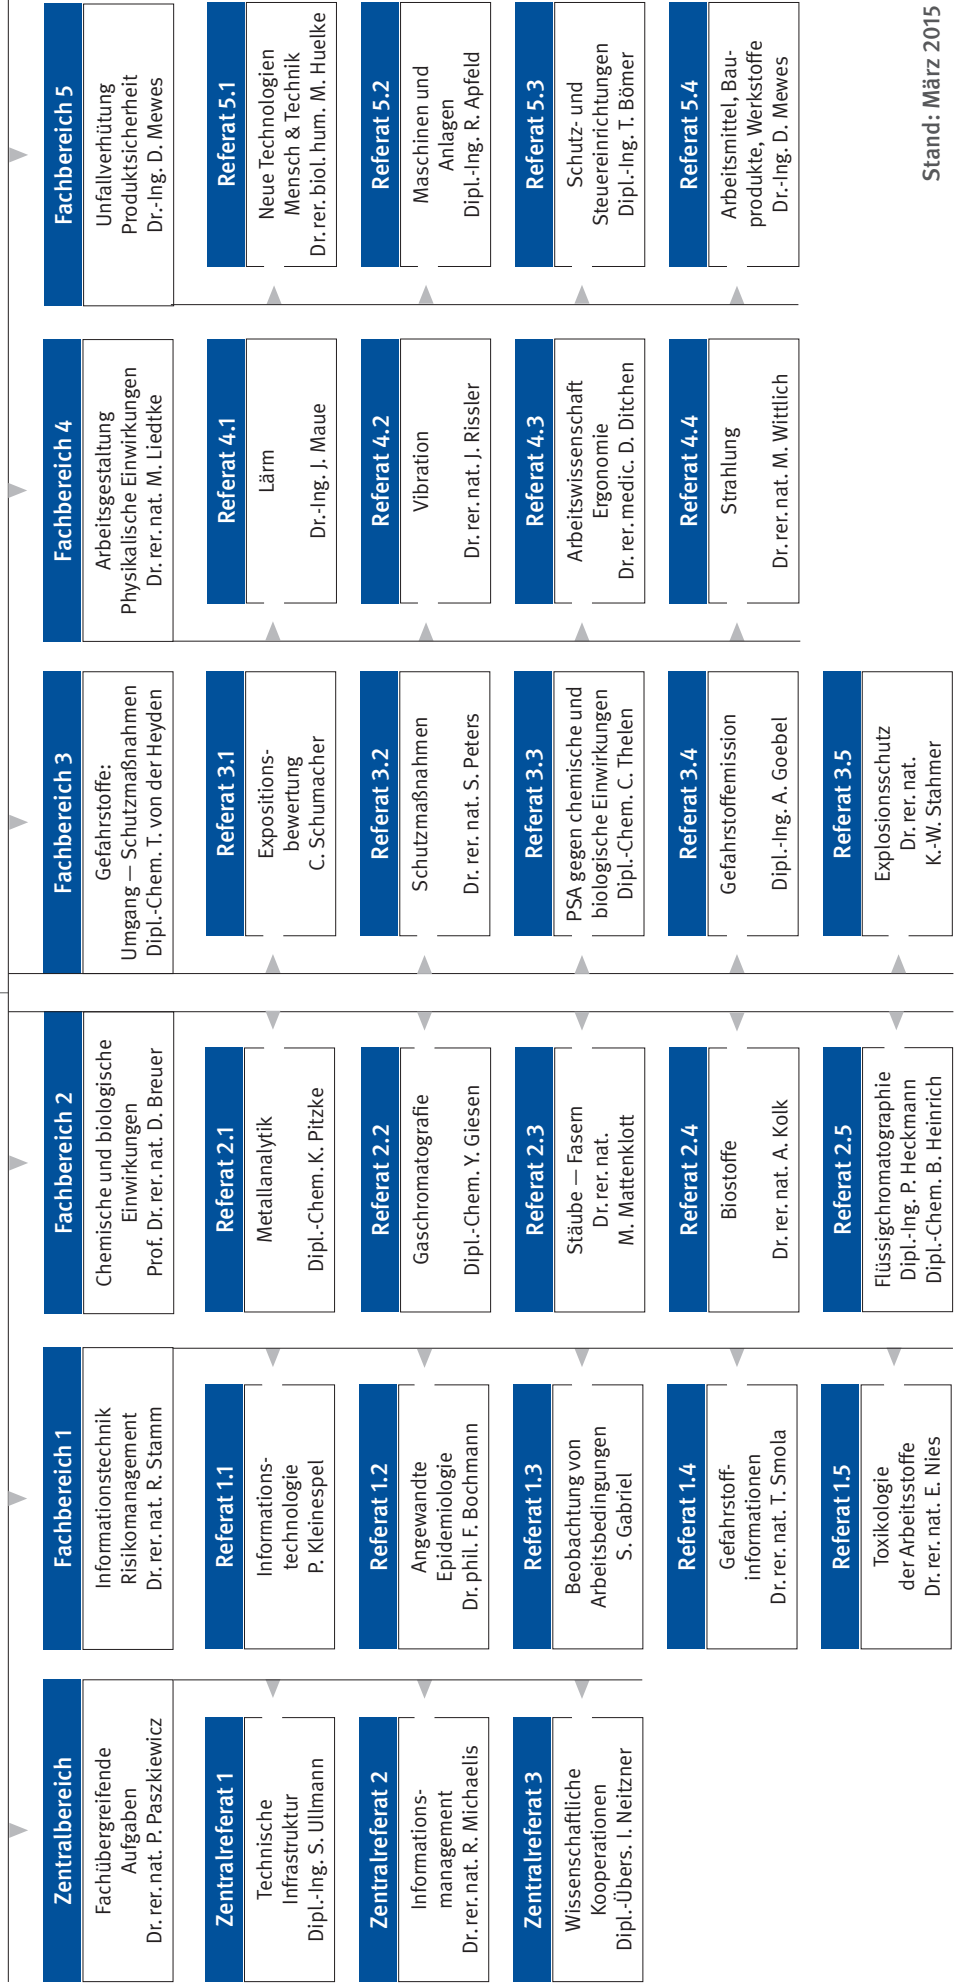 Zentralbereich
Fachübergreifende
Aufgaben
Dr. rer. nat. P. Paszkiewicz
Zentralreferat 1
Technische
Infrastruktur
Dipl.-Ing. S. Ullmann
Zentralreferat 2
Informations-
management
Dr. rer. nat. R. Michaelis
Zentralreferat 3
Wissenschaftliche
Kooperationen
Dipl.-Übers. I. Neitzner
Fachbereich 1
Informationstechnik
Risikomanagement
Dr. rer. nat. R. Stamm
Referat 1.1
Informations-
technologie
P. Kleinespel
Referat 1.2
Angewandte
Epidemiologie
Dr. phil. F. Bochmann
Referat 1.3
Beobachtung von
Arbeitsbedingungen
S. Gabriel
Referat 1.4
Gefahrstoff-
informationen
Dr. rer. nat. T. Smola
Referat 1.5
Toxikologie
der Arbeitsstoffe
Dr. rer. nat. E. Nies
Fachbereich 2
Chemische und biologische
Einwirkungen
Prof. Dr. rer. nat. D. Breuer
Referat 2.1
Metallanalytik
Dipl.-Chem. K. Pitzke
Referat 2.2
Gaschromatografie
Dipl.-Chem. Y. Giesen
Referat 2.3
Stäube — Fasern
Dr. rer. nat.
M. Mattenklott
Referat 2.4
Biostoffe
Dr. rer. nat. A. Kolk
Referat 2.5
Flüssigchromatographie
Dipl.-Ing. P. Heckmann
Dipl.-Chem. B. Heinrich
Fachbereich 3
Gefahrstoffe:
Umgang — Schutzmaßnahmen
Dipl.-Chem. T. von der Heyden
Referat 3.1
Expositions-
bewertung
C. Schumacher
Referat 3.2
Schutzmaßnahmen
Dr. rer. nat. S. Peters
Referat 3.3
PSA gegen chemische und
biologische Einwirkungen
Dipl.-Chem. C. Thelen
Referat 3.4
Gefahrstoffemission
Dipl.-Ing. A. Goebel
Referat 3.5
Explosionsschutz
Dr. rer. nat.
K.-W. Stahmer
Fachbereich 4
Arbeitsgestaltung
Physikalische Einwirkungen
Dr. rer. nat. M. Liedtke
Referat 4.1
Lärm
Dr.-Ing. J. Maue
Referat 4.2
Vibration
Dr. rer. nat. J. Rissler
Referat 4.3
Arbeitswissenschaft
Ergonomie
Dr. rer. medic. D. Ditchen
Referat 4.4
Strahlung
Dr. rer. nat. M. Wittlich
Fachbereich 5
Unfallverhütung
Produktsicherheit
Dr.-Ing. D. Mewes
Referat 5.1
Neue Technologien
Mensch & Technik
Dr. rer. biol. hum. M. Huelke
Referat 5.2
Maschinen und
Anlagen
Dipl.-Ing. R. Apfeld
Referat 5.3
Schutz- und
Steuereinrichtungen
Dipl.-Ing. T. Bömer
Referat 5.4
Arbeitsmittel, Bau-
produkte, Werkstoffe
Dr.-Ing. D. Mewes
Stand: März 2015